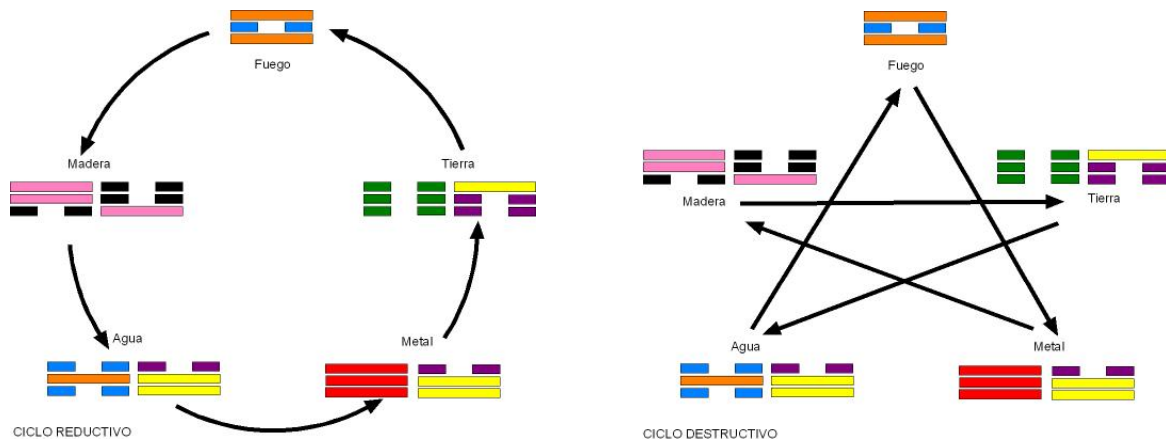 Fuego
Madera
Tierra
Agua
Metal
CICLO REDUCTIVO
Fuego
Madera
Tierra
Agua
Metal
CICLO DESTRUCTIVO